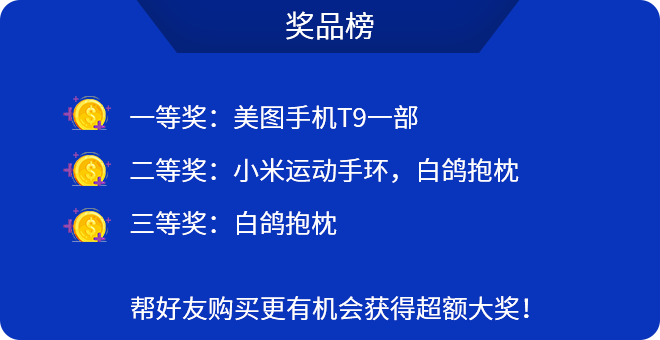 奖品榜
一等奖：美图手机T9一部
二等奖：小米运动手环，白鸽抱枕
三等奖：白鸽抱枕
帮好友购买更有机会获得超额大奖！